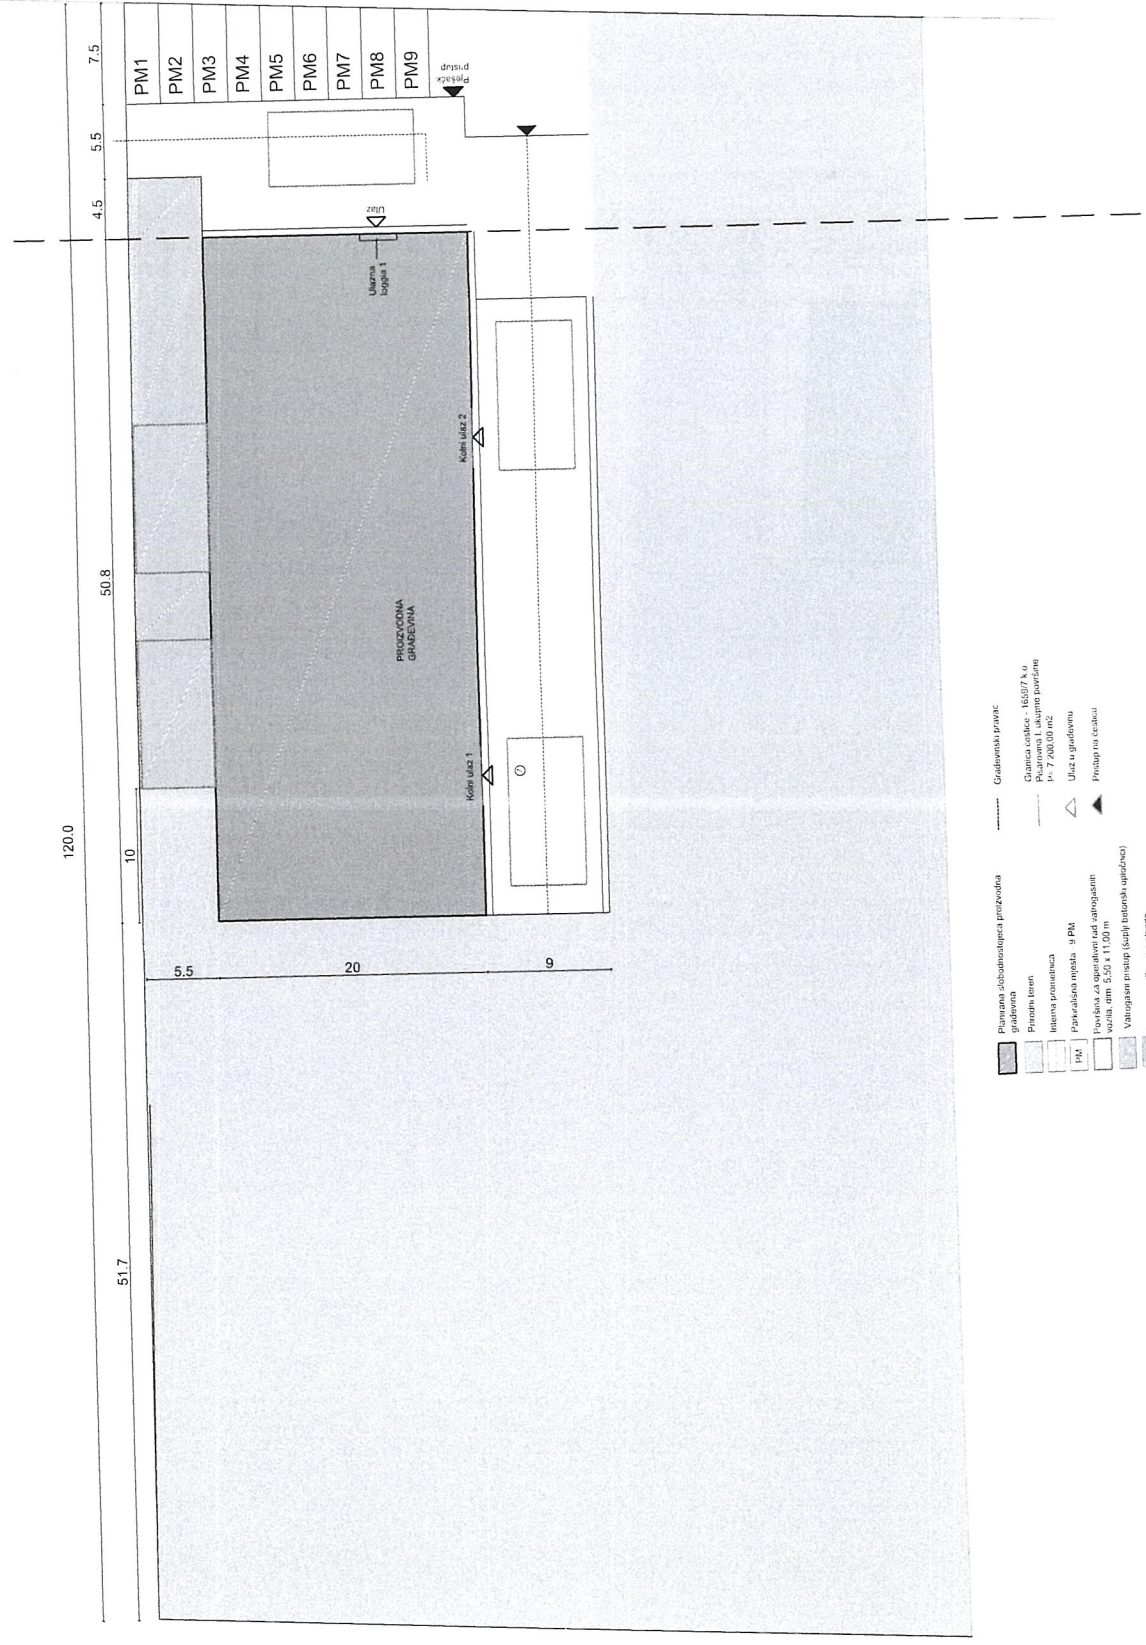 7.5
5.5
4.5
50.8
120.0
10
51.7
PM1
PM2
PM3
PM4
PM5
PM6
PM7
PM8
PM9
Pješačk
pristup
Ulaz
Ulazna
loggia 1
Kolni ulaz 2
PROIZVODNA
GRAĐEVINA
Kolni ulaz 1
5.5
20
9
Planirana slobodnostojeća proizvodna
građevina
Prirodni teren
Interna prometnica
PM
Parkirališna mjesta - 9 PM
Površina za operativni rad vatrogasnih
vozila, dim. 5,50 x 11,00 m
Vatrogasni pristup (šuplji betonski opločnici)
Građevinski pravac
Granica čestice - 1659/7 k.o
Pisarovina I, ukupne površine
P= 7 200,00 m2
Ulaz u građevinu
Pristup na česticu